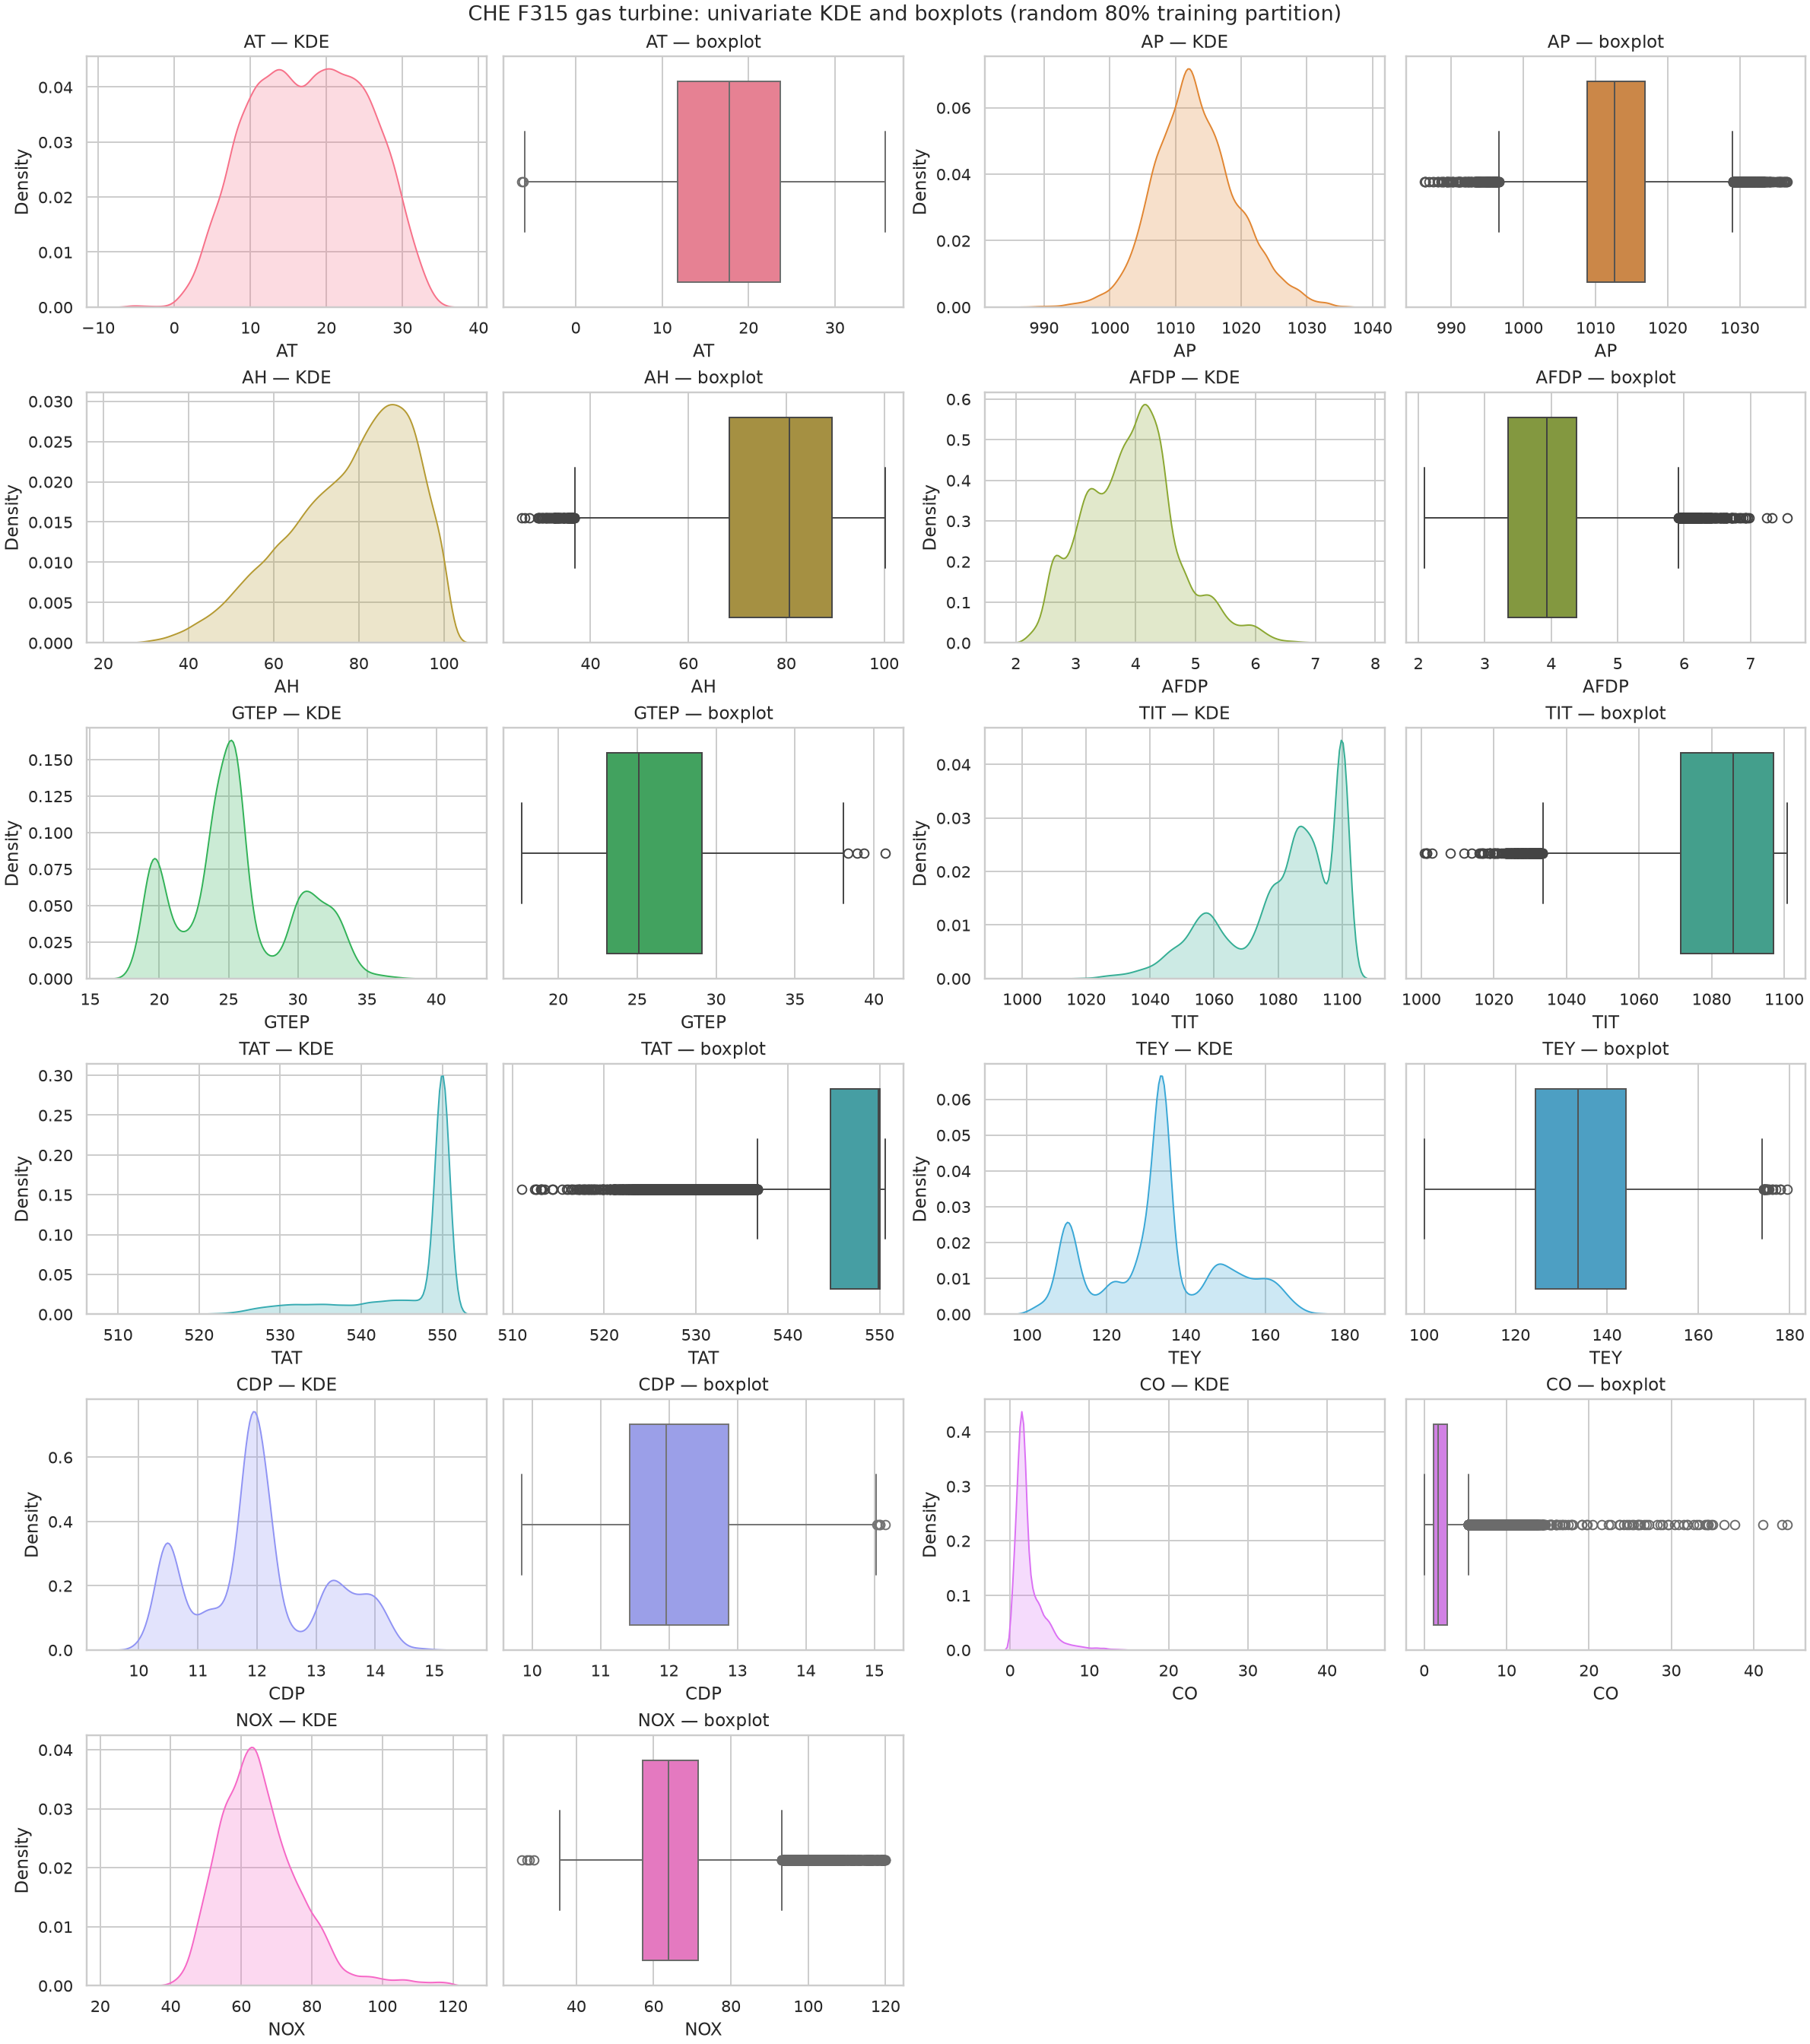 CHE F315 gas turbine: univariate KDE and boxplots (random 80% training partition)
AT — KDE
Density
0.04
0.03
0.02
0.01
0.00
−10 0 10 20 30 40
AT
AT — boxplot
0 10 20 30
AT
AP — KDE
Density
0.06
0.04
0.02
0.00
990 1000 1010 1020 1030 1040
AP
AP — boxplot
990 1000 1010 1020 1030
AP
AH — KDE
Density
0.030
0.025
0.020
0.015
0.010
0.005
0.000
20 40 60 80 100
AH
AH — boxplot
40 60 80 100
AH
AFDP — KDE
Density
0.6
0.5
0.4
0.3
0.2
0.1
0.0
2 3 4 5 6 7 8
AFDP
AFDP — boxplot
2 3 4 5 6 7
AFDP
GTEP — KDE
Density
0.150
0.125
0.100
0.075
0.050
0.025
0.000
15 20 25 30 35 40
GTEP
GTEP — boxplot
20 25 30 35 40
GTEP
TIT — KDE
Density
0.04
0.03
0.02
0.01
0.00
1000 1020 1040 1060 1080 1100
TIT
TIT — boxplot
1000 1020 1040 1060 1080 1100
TIT
TAT — KDE
Density
0.30
0.25
0.20
0.15
0.10
0.05
0.00
510 520 530 540 550
TAT
TAT — boxplot
510 520 530 540 550
TAT
TEY — KDE
Density
0.06
0.05
0.04
0.03
0.02
0.01
0.00
100 120 140 160 180
TEY
TEY — boxplot
100 120 140 160 180
TEY
CDP — KDE
Density
0.6
0.4
0.2
0.0
10 11 12 13 14 15
CDP
CDP — boxplot
10 11 12 13 14 15
CDP
CO — KDE
Density
0.4
0.3
0.2
0.1
0.0
0 10 20 30 40
CO
CO — boxplot
0 10 20 30 40
CO
NOX — KDE
Density
0.04
0.03
0.02
0.01
0.00
20 40 60 80 100 120
NOX
NOX — boxplot
40 60 80 100 120
NOX